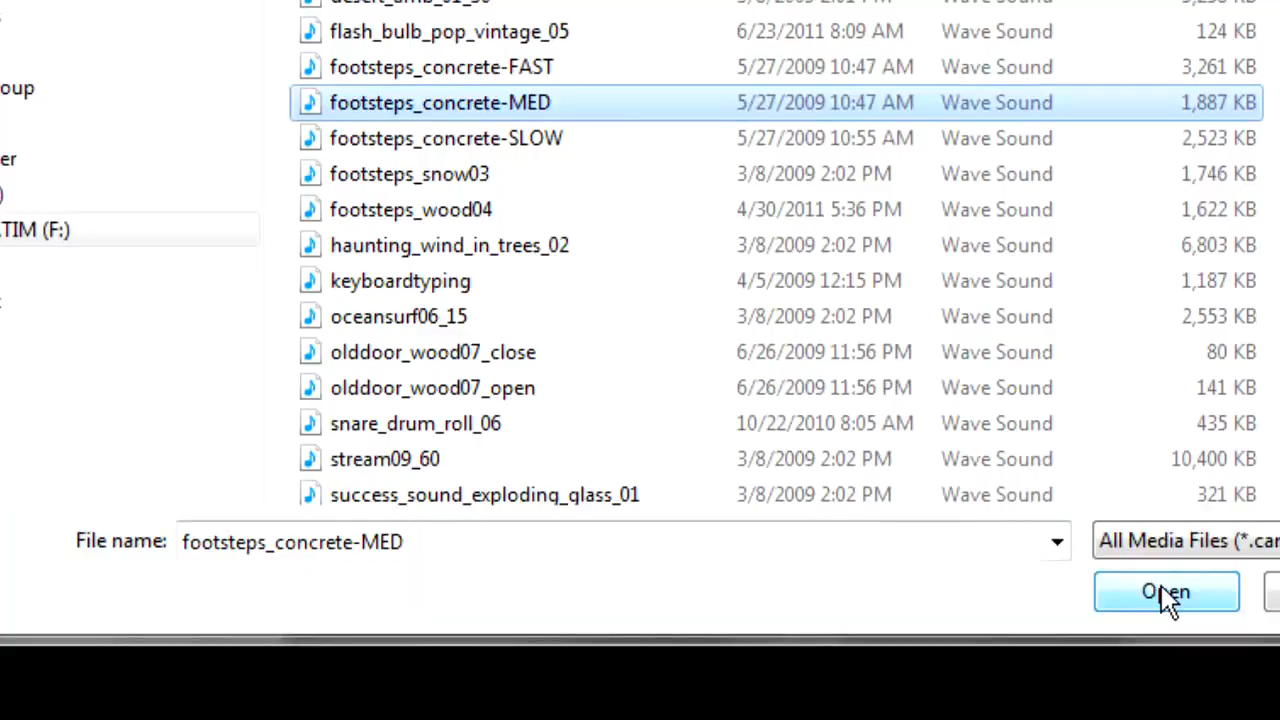 flash_bulb_pop_vintage_05 6/23/2011 8:09 AM Wave Sound 124 KB
oup footsteps_concrete-FAST 5/27/2009 10:47 AM Wave Sound 3,261 KB
footsteps_concrete-MED 5/27/2009 10:47 AM Wave Sound 1,887 KB
er footsteps_concrete-SLOW 5/27/2009 10:55 AM Wave Sound 2,523 KB
) footsteps_snow03 3/8/2009 2:02 PM Wave Sound 1,746 KB
TIM (F:) footsteps_wood04 4/30/2011 5:36 PM Wave Sound 1,622 KB
haunting_wind_in_trees_02 3/8/2009 2:02 PM Wave Sound 6,803 KB
keyboardtyping 4/5/2009 12:15 PM Wave Sound 1,187 KB
oceansurf06_15 3/8/2009 2:02 PM Wave Sound 2,553 KB
olddoor_wood07_close 6/26/2009 11:56 PM Wave Sound 80 KB
olddoor_wood07_open 6/26/2009 11:56 PM Wave Sound 141 KB
snare_drum_roll_06 10/22/2010 8:05 AM Wave Sound 435 KB
stream09_60 3/8/2009 2:02 PM Wave Sound 10,400 KB
success_sound_exploding_glass_01 3/8/2009 2:02 PM Wave Sound 321 KB
File name: footsteps_concrete-MED All Media Files (*.car
Open